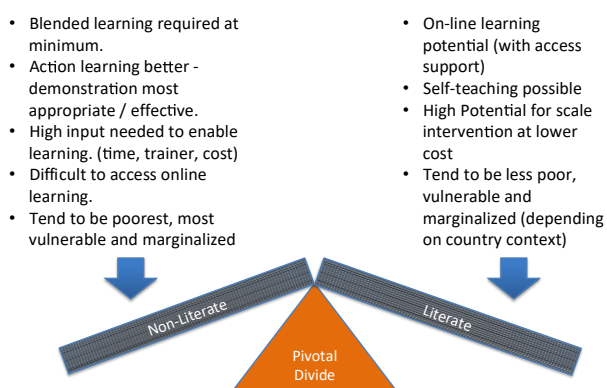 • Blended learning required at
minimum.
• Action learning better -
demonstration most
appropriate / effective.
• High input needed to enable
learning. (time, trainer, cost)
• Difficult to access online
learning.
• Tend to be poorest, most
vulnerable and marginalized
• On-line learning
potential (with access
support)
• Self-teaching possible
• High Potential for scale
intervention at lower
cost
• Tend to be less poor,
vulnerable and
marginalized (depending
on country context)
Non-Literate
Literate
Pivotal
Divide